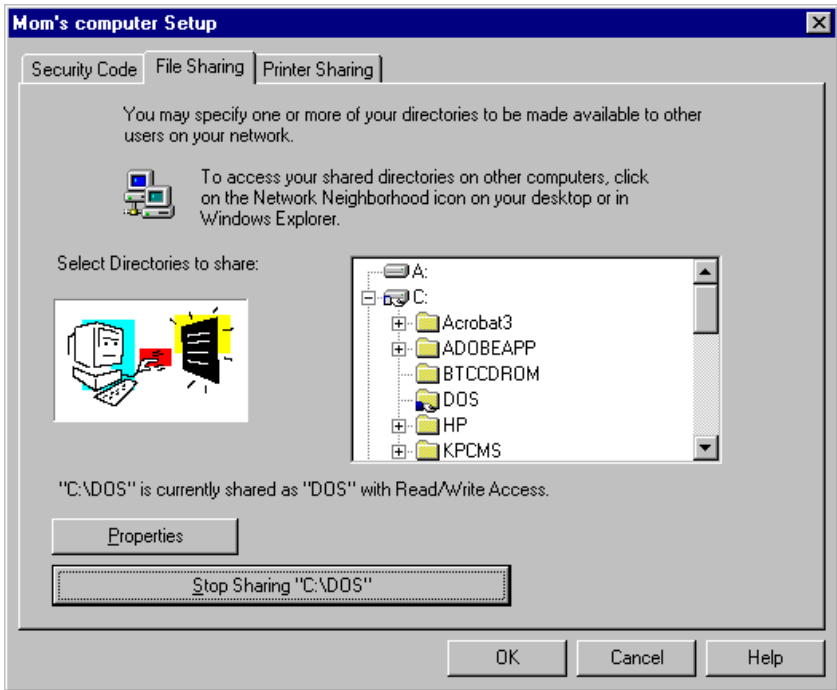 Mom's computer Setup
Security Code File Sharing Printer Sharing
You may specify one or more of your directories to be made available to other
users on your network.
To access your shared directories on other computers, click
on the Network Neighborhood icon on your desktop or in
Windows Explorer.
Select Directories to share:
A:
C:
Acrobat3
ADOBEAPP
BTCCDROM
DOS
HP
KPCMS
"C:\DOS" is currently shared as "DOS" with Read/Write Access.
Properties
Stop Sharing "C:\DOS"
OK Cancel Help